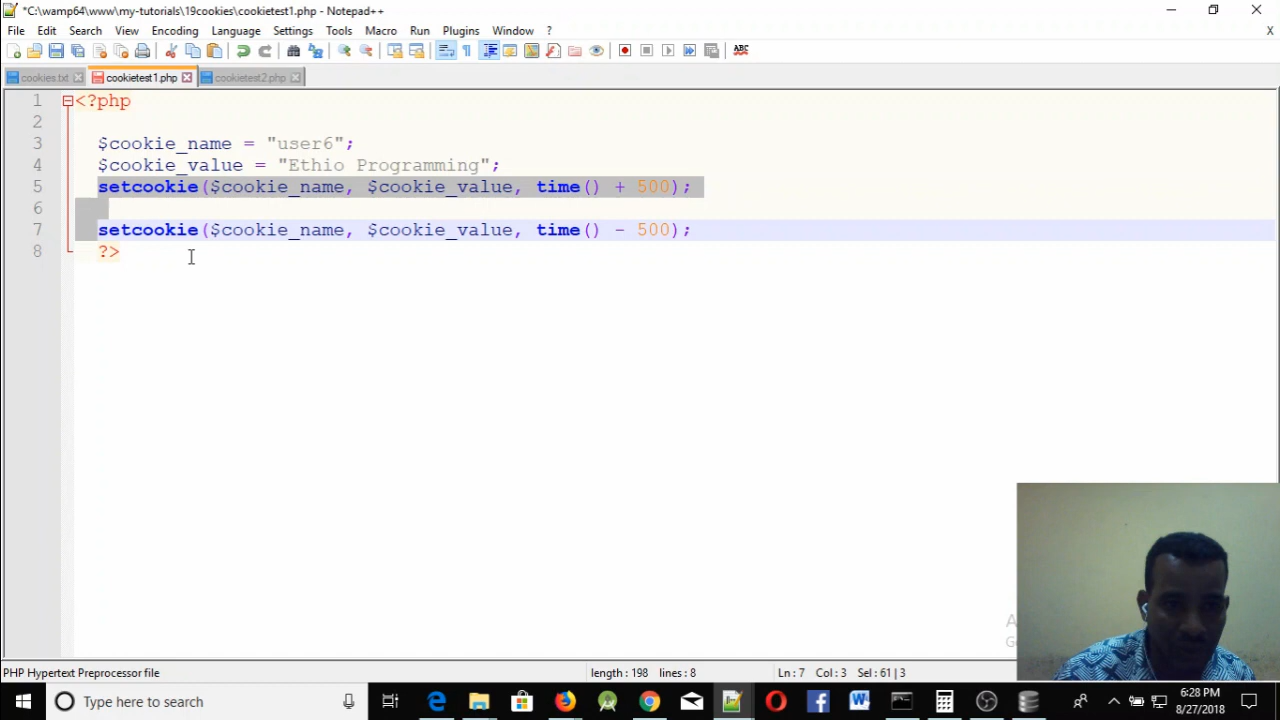 *C:\wamp64\www\my-tutorials\19cookies\cookietest1.php - Notepad++
File Edit Search View Encoding Language Settings Tools Macro Run Plugins Window ? X
cookies.txt cookietest1.php cookietest2.php
1 <?php
2
3 $cookie_name = "user6";
4 $cookie_value = "Ethio Programming";
5 setcookie($cookie_name, $cookie_value, time() + 500);
6
7 setcookie($cookie_name, $cookie_value, time() - 500);
8 ?>
PHP Hypertext Preprocessor file length : 198 lines : 8 Ln : 7 Col : 3 Sel : 61 | 3
Type here to search
6:28 PM
8/27/2018